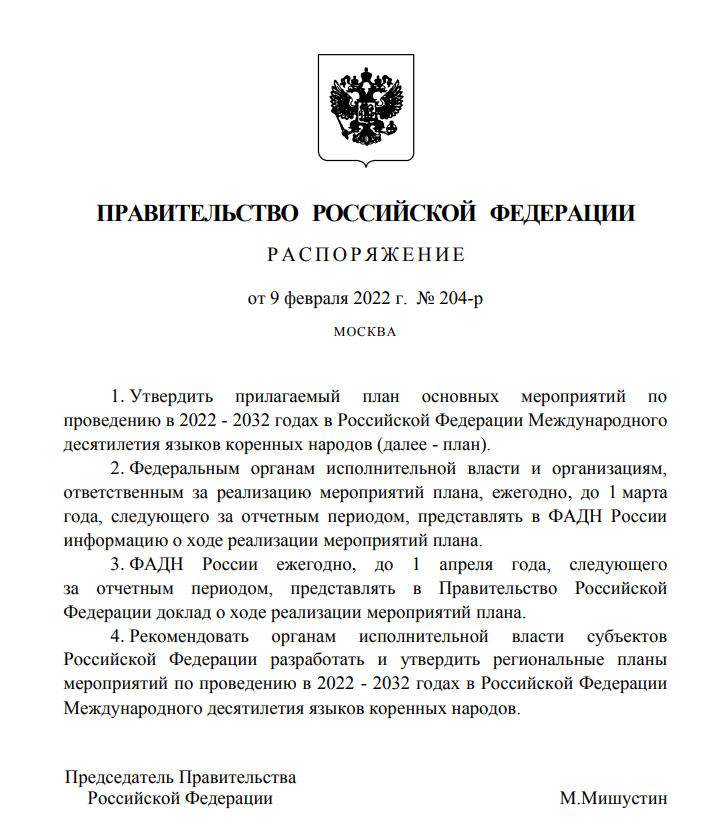 ПРАВИТЕЛЬСТВО РОССИЙСКОЙ ФЕДЕРАЦИИ
РАСПОРЯЖЕНИЕ
от 9 февраля 2022 г. № 204-р
МОСКВА
1. Утвердить прилагаемый план основных мероприятий по
проведению в 2022 - 2032 годах в Российской Федерации Международного
десятилетия языков коренных народов (далее - план).
2. Федеральным органам исполнительной власти и организациям,
ответственным за реализацию мероприятий плана, ежегодно, до 1 марта
года, следующего за отчетным периодом, представлять в ФАДН России
информацию о ходе реализации мероприятий плана.
3. ФАДН России ежегодно, до 1 апреля года, следующего
за отчетным периодом, представлять в Правительство Российской
Федерации доклад о ходе реализации мероприятий плана.
4. Рекомендовать органам исполнительной власти субъектов
Российской Федерации разработать и утвердить региональные планы
мероприятий по проведению в 2022 - 2032 годах в Российской Федерации
Международного десятилетия языков коренных народов.
Председатель Правительства
Российской Федерации М.Мишустин